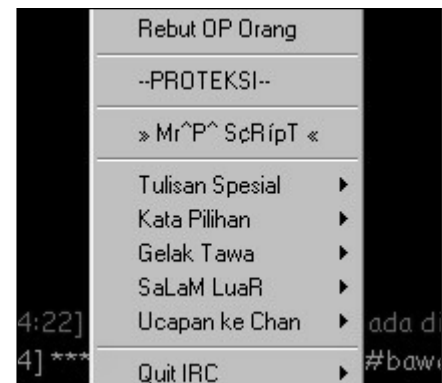 Rebut OP Orang
--PROTEKSI--
» Mr^P^ S¢RípT «
Tulisan Spesial
Kata Pilihan
Gelak Tawa
SaLaM LuaR
4:22] Ucapan ke Chan ada di
4] *** Quit IRC #bawa